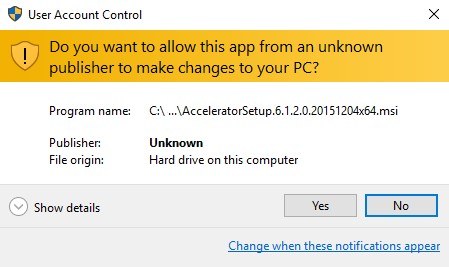 User Account Control
Do you want to allow this app from an unknown
publisher to make changes to your PC?
Program name: C:\ ...\AcceleratorSetup.6.1.2.0.20151204x64.msi
Publisher: Unknown
File origin: Hard drive on this computer
Show details
Yes
No
Change when these notifications appear